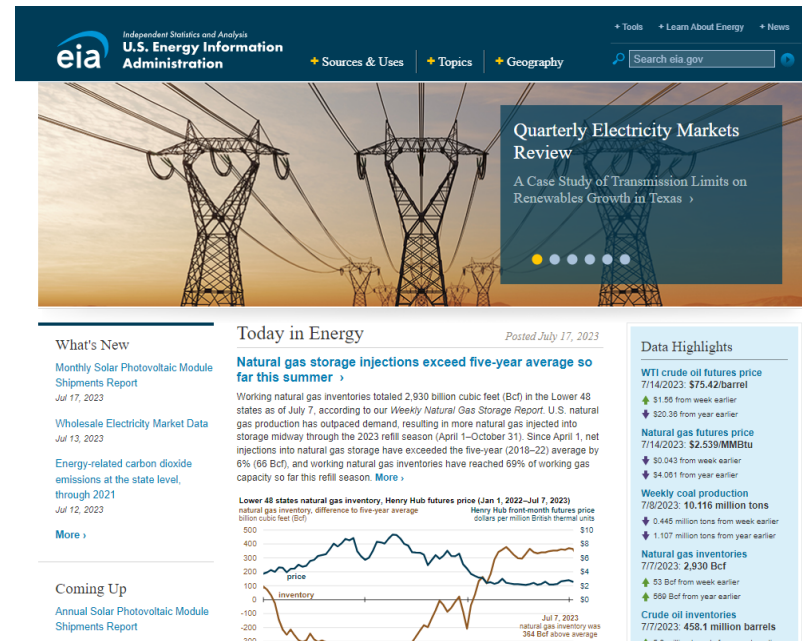 + Tools + Learn About Energy + News
eia
Independent Statistics and Analysis
U.S. Energy Information
Administration
+ Sources & Uses
+ Topics
+ Geography
Search eia.gov
Quarterly Electricity Markets
Review
A Case Study of Transmission Limits on
Renewables Growth in Texas ›
What's New
Monthly Solar Photovoltaic Module
Shipments Report
Jul 17, 2023
Wholesale Electricity Market Data
Jul 13, 2023
Energy-related carbon dioxide
emissions at the state level,
through 2021
Jul 12, 2023
More ›
Coming Up
Annual Solar Photovoltaic Module
Shipments Report
Today in Energy
Posted July 17, 2023
Natural gas storage injections exceed five-year average so
far this summer ›
Working natural gas inventories totaled 2,930 billion cubic feet (Bcf) in the Lower 48
states as of July 7, according to our Weekly Natural Gas Storage Report. U.S. natural
gas production has outpaced demand, resulting in more natural gas injected into
storage midway through the 2023 refill season (April 1–October 31). Since April 1, net
injections into natural gas storage have exceeded the five-year (2018–22) average by
6% (66 Bcf), and working natural gas inventories have reached 69% of working gas
capacity so far this refill season. More ›
Lower 48 states natural gas inventory, Henry Hub futures price (Jan 1, 2022–Jul 7, 2023)
natural gas inventory, difference to five-year average
billion cubic feet (Bcf)
Henry Hub front-month futures price
dollars per million British thermal units
500
400
300
200
100
0
-100
-200
-300
$10
$8
$6
$4
$2
$0
price
inventory
Jul 7, 2023
natural gas inventory was
364 Bcf above average
Data Highlights
WTI crude oil futures price
7/14/2023: $75.42/barrel
$1.56 from week earlier
$20.36 from year earlier
Natural gas futures price
7/14/2023: $2.539/MMBtu
$0.043 from week earlier
$4.061 from year earlier
Weekly coal production
7/8/2023: 10.116 million tons
0.445 million tons from week earlier
1.107 million tons from year earlier
Natural gas inventories
7/7/2023: 2,930 Bcf
53 Bcf from week earlier
569 Bcf from year earlier
Crude oil inventories
7/7/2023: 458.1 million barrels